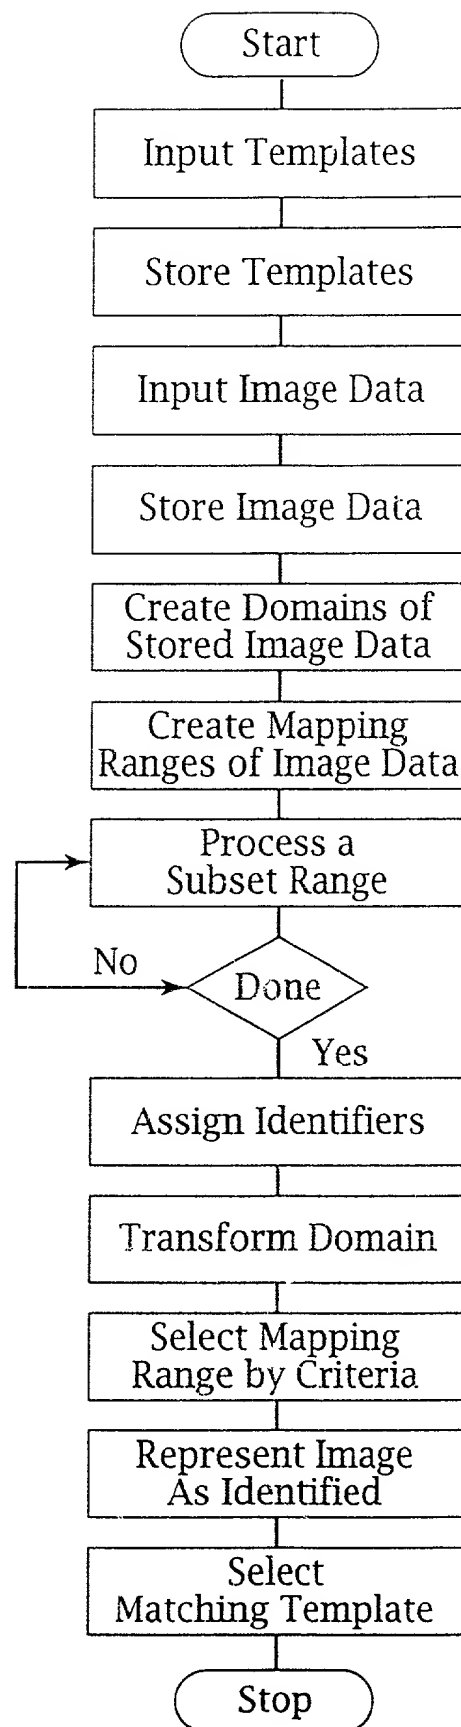 Start
Input Templates
Store Templates
Input Image Data
Store Image Data
Create Domains of
Stored Image Data
Create Mapping
Ranges of Image Data
Process a
Subset Range
No
Done
Yes
Assign Identifiers
Transform Domain
Select Mapping
Range by Criteria
Represent Image
As Identified
Select
Matching Template
Stop